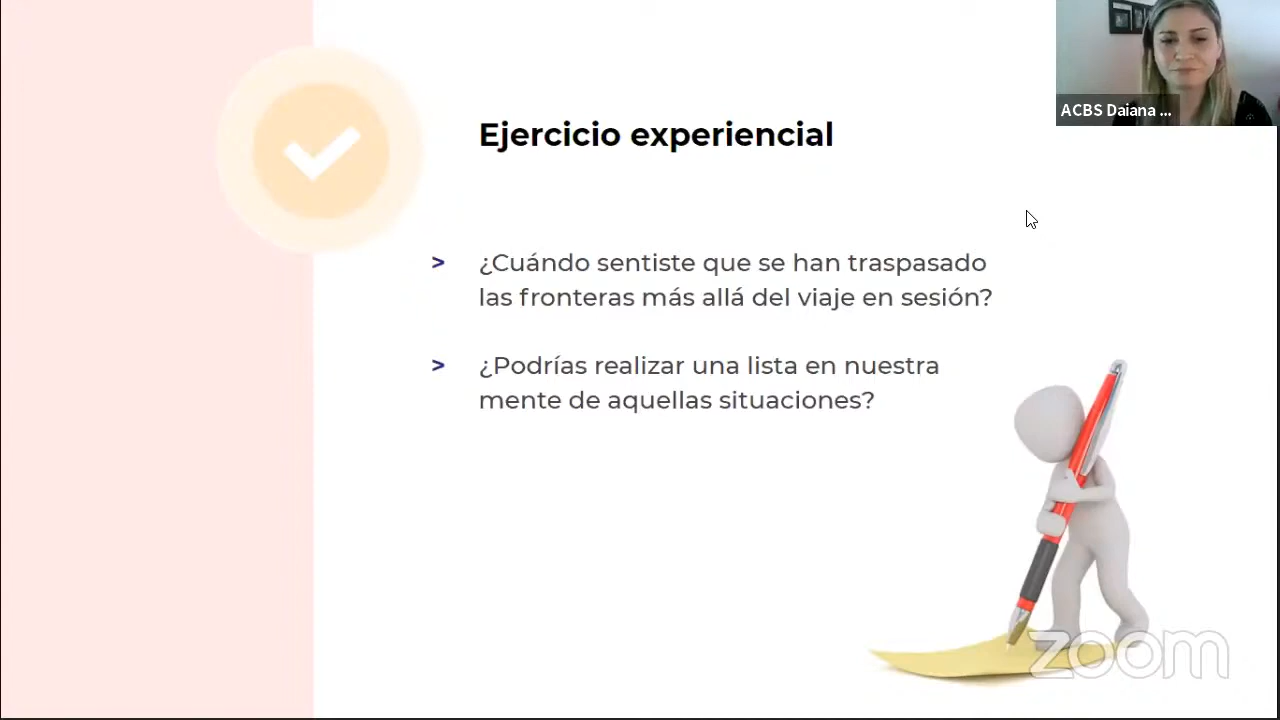 ACBS Daiana ...
Ejercicio experiencial
> ¿Cuándo sentiste que se han traspasado
las fronteras más allá del viaje en sesión?
> ¿Podrías realizar una lista en nuestra
mente de aquellas situaciones?
zoom